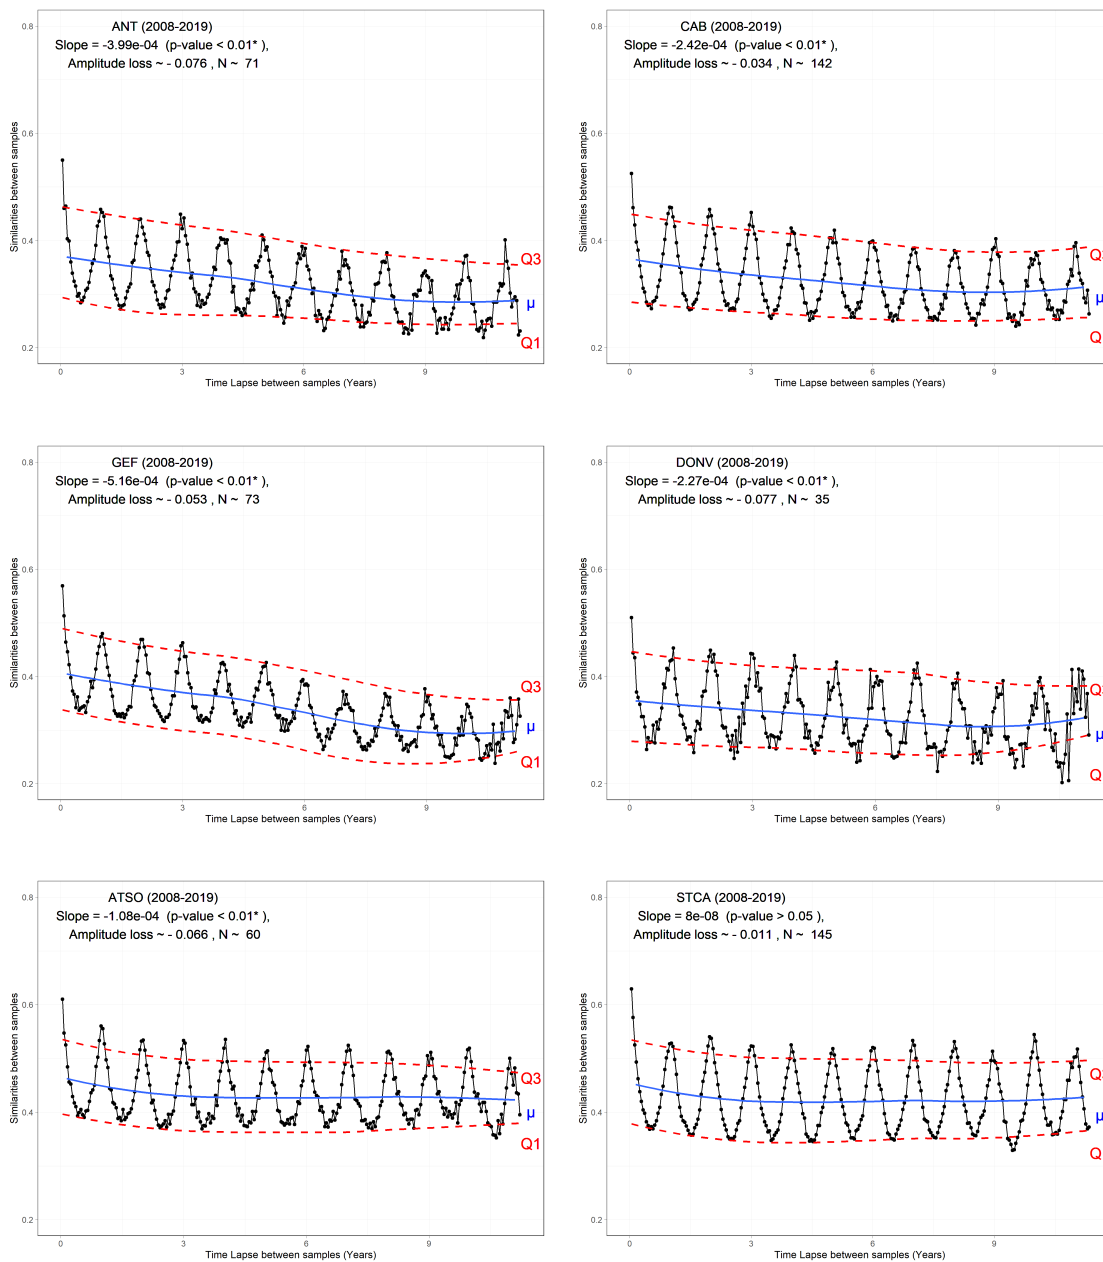 ANT (2008-2019)
Slope = -3.99e-04 (p-value < 0.01* ),
Amplitude loss ~ - 0.076 , N ~ 71
0.8
0.6
0.4
0.2
Similarities between samples
Q3
μ
Q1
0
3
6
9
Time Lapse between samples (Years)
CAB (2008-2019)
Slope = -2.42e-04 (p-value < 0.01* ),
Amplitude loss ~ - 0.034 , N ~ 142
0.8
0.6
0.4
0.2
Similarities between samples
Q
μ
Q
0
3
6
9
Time Lapse between samples (Years)
GEF (2008-2019)
Slope = -5.16e-04 (p-value < 0.01* ),
Amplitude loss ~ - 0.053 , N ~ 73
0.8
0.6
0.4
0.2
Similarities between samples
Q3
μ
Q1
0
3
6
9
Time Lapse between samples (Years)
DONV (2008-2019)
Slope = -2.27e-04 (p-value < 0.01* ),
Amplitude loss ~ - 0.077 , N ~ 35
0.8
0.6
0.4
0.2
Similarities between samples
Q
μ
Q
0
3
6
9
Time Lapse between samples (Years)
ATSO (2008-2019)
Slope = -1.08e-04 (p-value < 0.01* ),
Amplitude loss ~ - 0.066 , N ~ 60
0.8
0.6
0.4
0.2
Similarities between samples
Q3
μ
Q1
0
3
6
9
Time Lapse between samples (Years)
STCA (2008-2019)
Slope = 8e-08 (p-value > 0.05 ),
Amplitude loss ~ - 0.011 , N ~ 145
0.8
0.6
0.4
0.2
Similarities between samples
Q
μ
Q
0
3
6
9
Time Lapse between samples (Years)